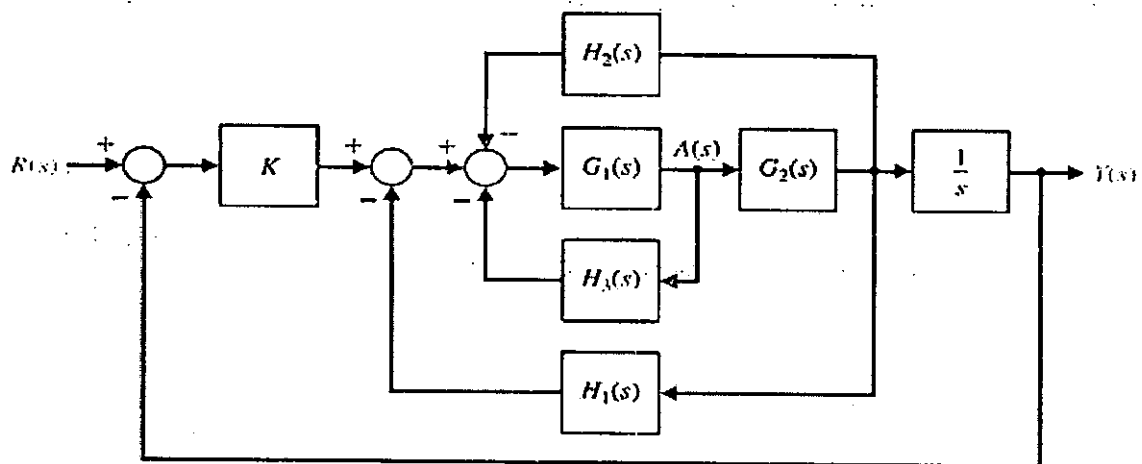 H₂(s)
+ + + −
R(s) K G₁(s) A(s) G₂(s) 1/s Y(s)
− − −
H₃(s)
H₁(s)